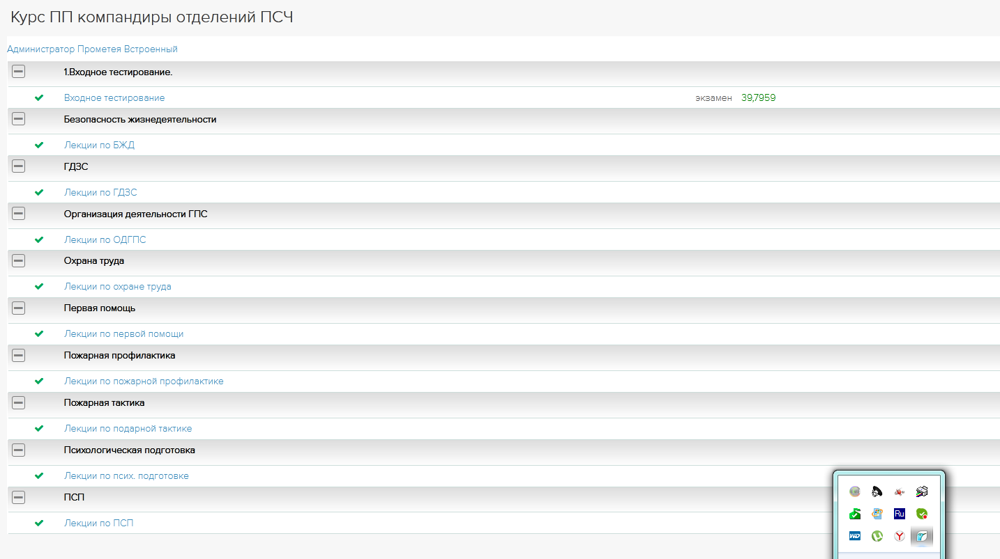 Курс ПП компандиры отделений ПСЧ
Администратор Прометея Встроенный
1.Входное тестирование.
Входное тестирование экзамен 39,7959
Безопасность жизнедеятельности
Лекции по БЖД
ГДЗС
Лекции по ГДЗС
Организация деятельности ГПС
Лекции по ОДГПС
Охрана труда
Лекции по охране труда
Первая помощь
Лекции по первой помощи
Пожарная профилактика
Лекции по пожарной профилактике
Пожарная тактика
Лекции по подарной тактике
Психологическая подготовка
Лекции по псих. подготовке
ПСП
Лекции по ПСП
Ru
WD